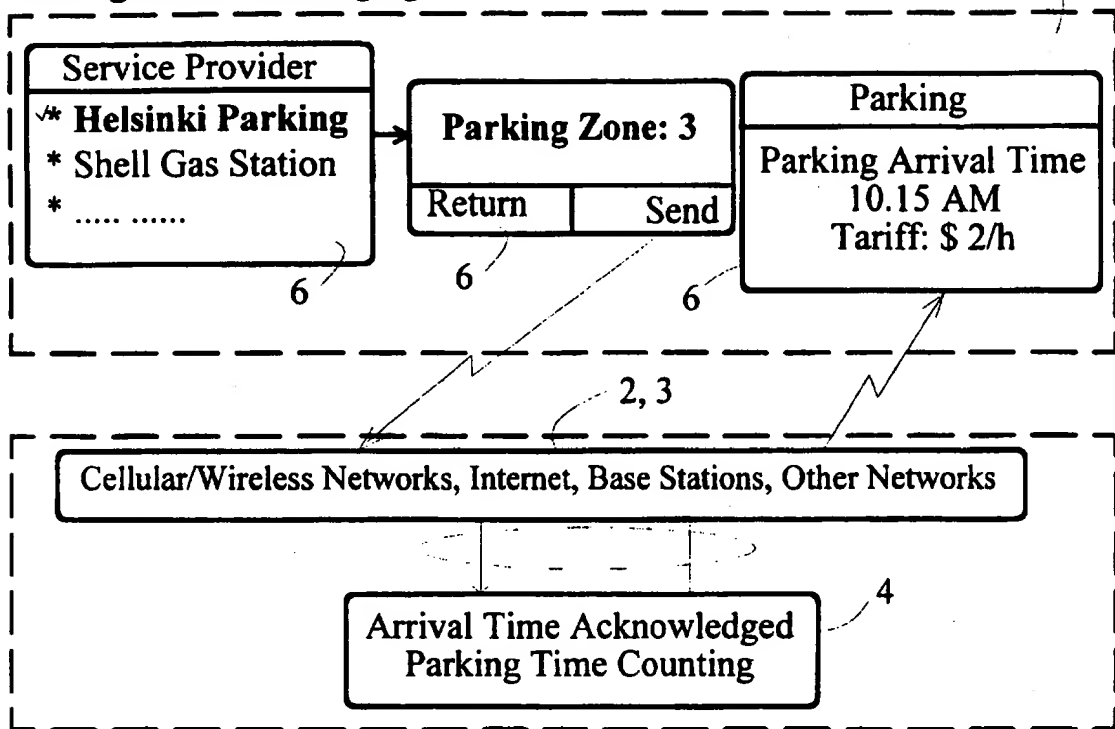 Service Provider
* Helsinki Parking
* Shell Gas Station
* ..... ......
6
Parking Zone: 3
Return Send
6
Parking
Parking Arrival Time
10.15 AM
Tariff: $ 2/h
6
2, 3
Cellular/Wireless Networks, Internet, Base Stations, Other Networks
Arrival Time Acknowledged
Parking Time Counting
4